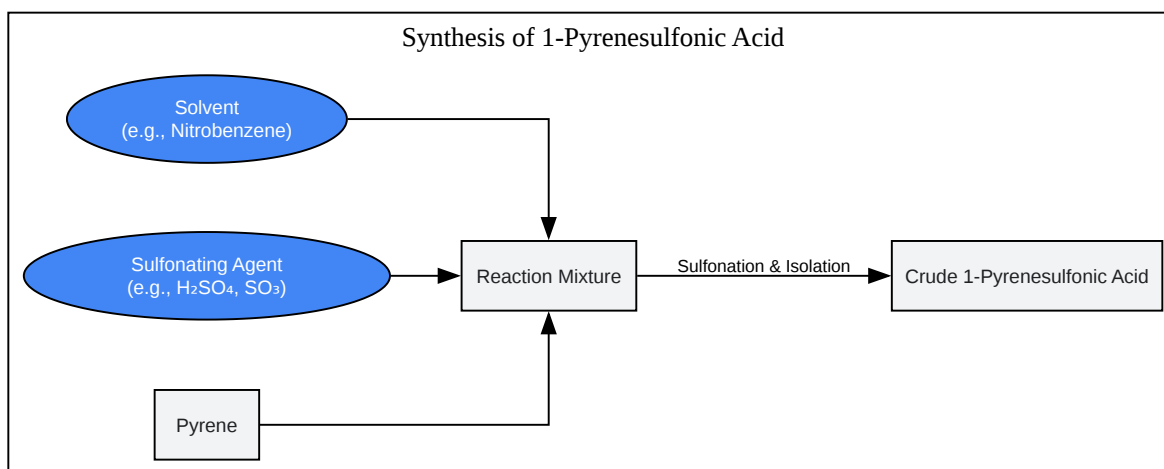 Synthesis of 1-Pyrenesulfonic Acid
Solvent
(e.g., Nitrobenzene)
Sulfonating Agent
(e.g., H₂SO₄, SO₃)
Reaction Mixture
Sulfonation & Isolation
Crude 1-Pyrenesulfonic Acid
Pyrene